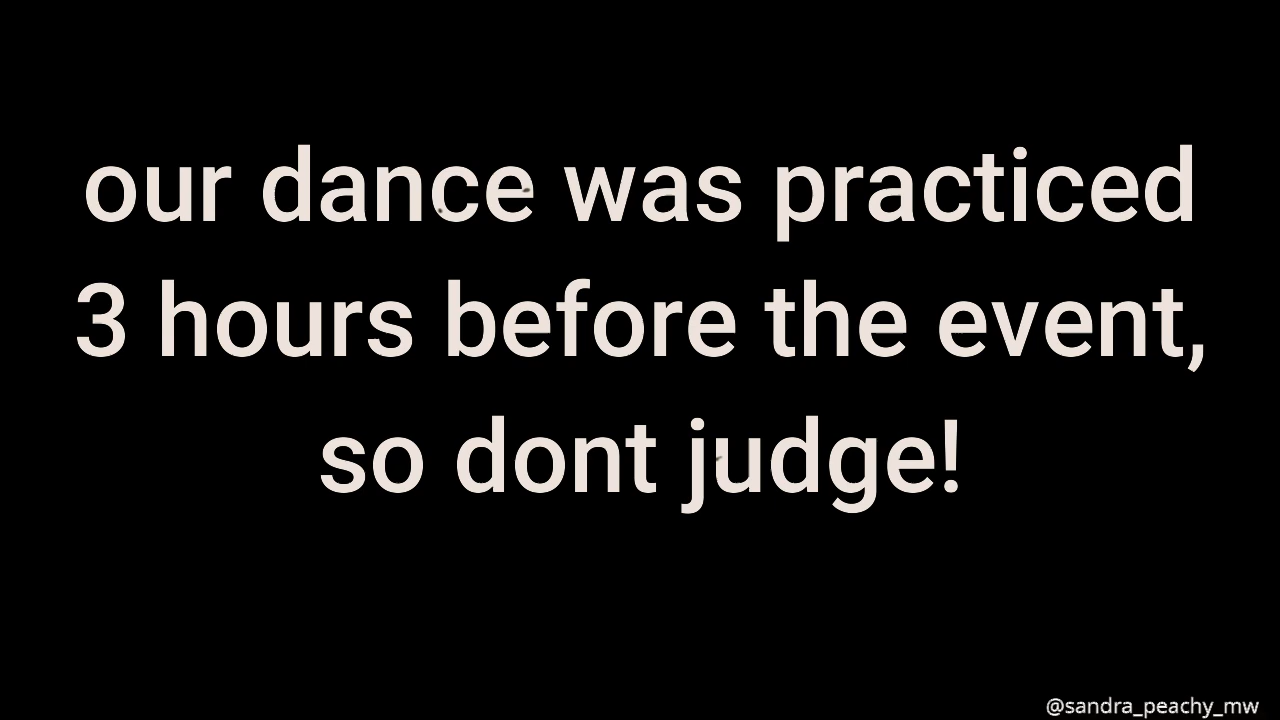 our dance was practiced
3 hours before the event,
so dont judge!
@sandra_peachy_mw